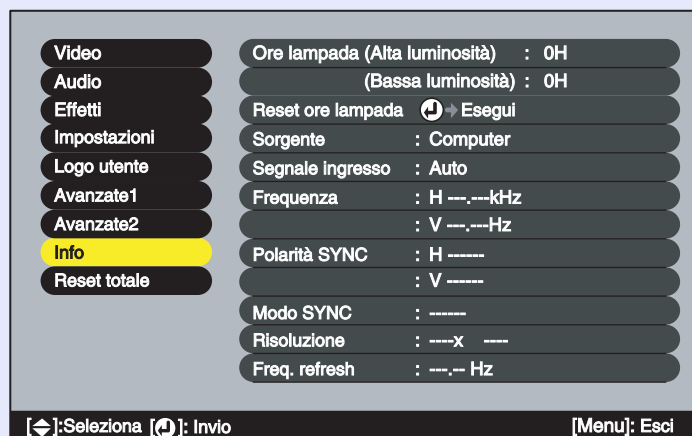 Video
Audio
Effetti
Impostazioni
Logo utente
Avanzate1
Avanzate2
Info
Reset totale
Ore lampada (Alta luminosità) : 0H
(Bassa luminosità) : 0H
Reset ore lampada Esegui
Sorgente : Computer
Segnale ingresso : Auto
Frequenza : H ---.---kHz
: V ---.---Hz
Polarità SYNC : H ------
: V ------
Modo SYNC : ------
Risoluzione : ----x ----
Freq. refresh : ---.-- Hz
[ ]:Seleziona [ ]: Invio [Menu]: Esci